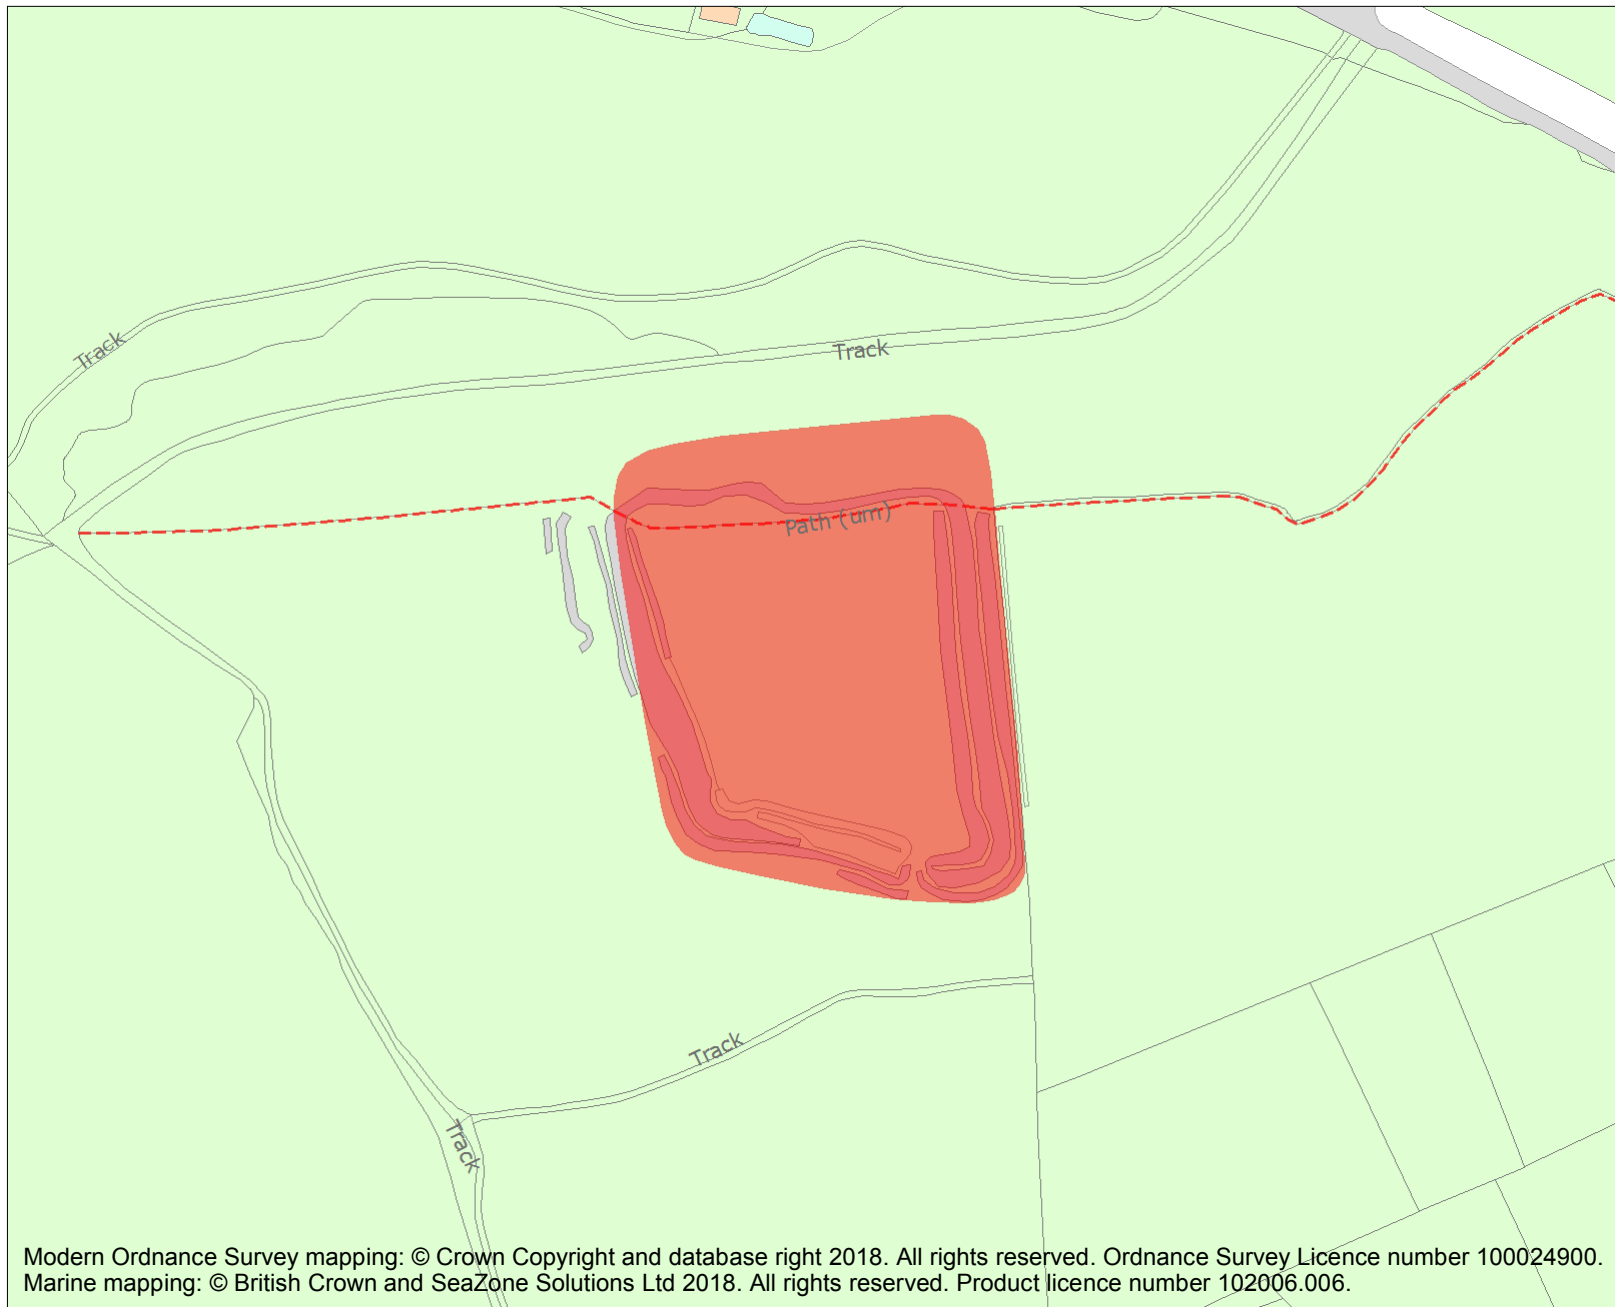 Track
Track
Path (um)
Track
Track
Modern Ordnance Survey mapping: © Crown Copyright and database right 2018. All rights reserved. Ordnance Survey Licence number 100024900.
Marine mapping: © British Crown and SeaZone Solutions Ltd 2018. All rights reserved. Product licence number 102006.006.